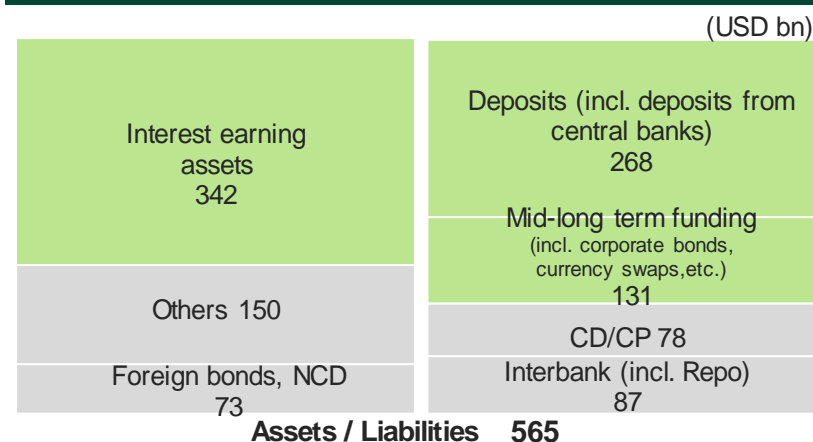 (USD bn)
Interest earning
assets
342
Others 150
Foreign bonds, NCD
73
Deposits (incl. deposits from
central banks)
268
Mid-long term funding
(incl. corporate bonds,
currency swaps,etc.)
131
CD/CP 78
Interbank (incl. Repo)
87
Assets / Liabilities 565